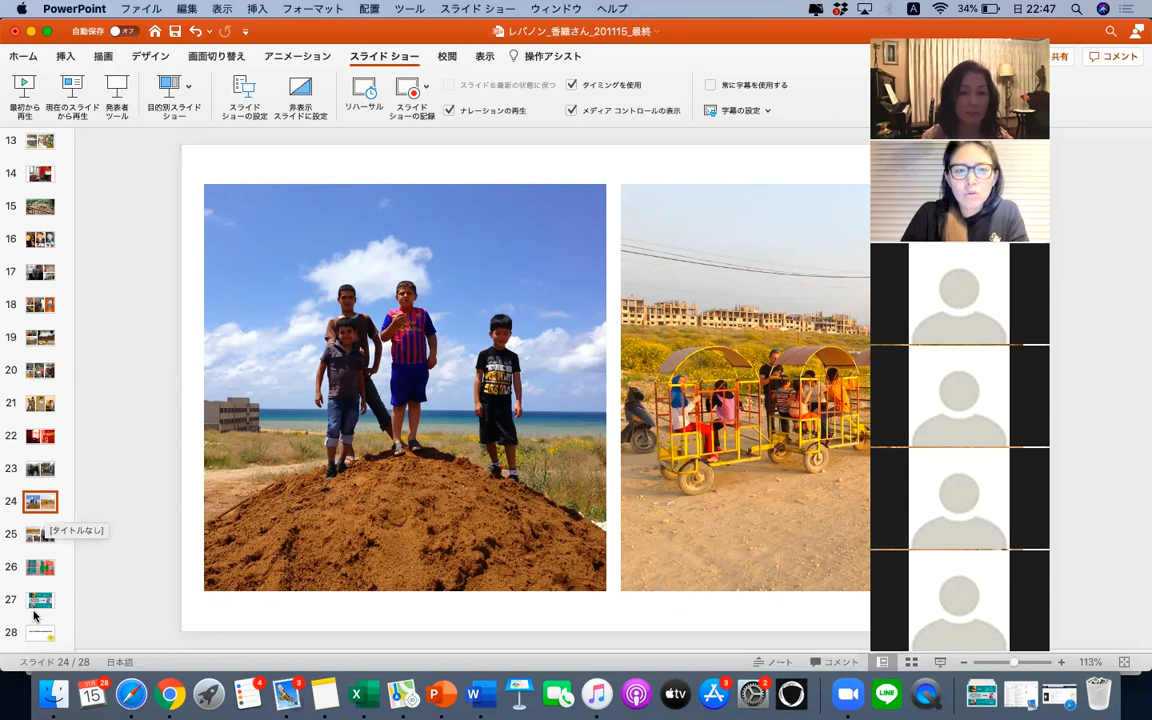 PowerPoint ファイル 編集 表示 挿入 フォーマット 配置 ツール スライド ショー ウィンドウ ヘルプ
A 34% 日 22:47
自動保存 オフ
レバノン_香織さん_201115_最終
ホーム 挿入 描画 デザイン 画面切り替え アニメーション スライド ショー 校閲 表示 操作アシスト
共有 コメント
最初から
再生
現在のスライド
から再生
発表者
ツール
目的別スライド
ショー
スライド
ショーの設定
非表示
スライドに設定
リハーサル
スライド
ショーの記録
スライドを最新の状態に保つ
ナレーションの再生
タイミングを使用
メディア コントロールの表示
常に字幕を使用する
字幕の設定
13
14
15
16
17
18
19
20
21
22
23
24
[タイトルなし]
25
26
27
28
スライド 24 / 28 日本語
ノート コメント 113%
11月 28
15
4
3
3
2
LINE
tv